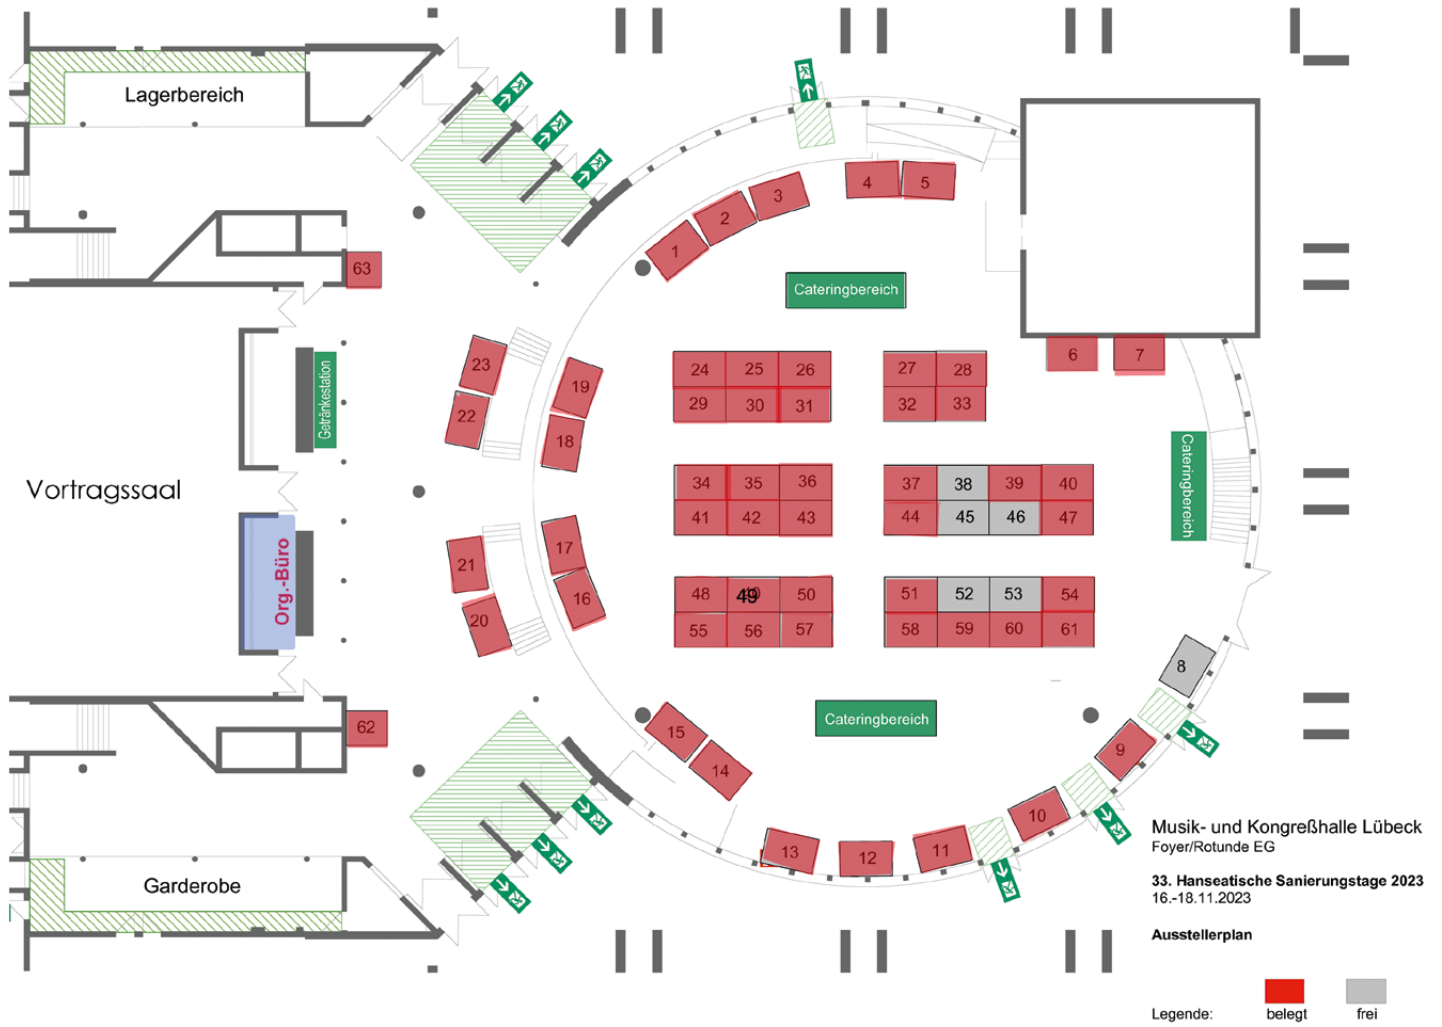 Lagerbereich
63
Vortragssaal
Getränkestation
Org.-Büro
62
Garderobe
23
22
21
20
19
18
17
16
1
2
3
4
5
Cateringbereich
6
7
24 25 26
29 30 31
27 28
32 33
34 35 36
41 42 43
37 38 39 40
44 45 46 47
Cateringbereich
48 49 50
55 56 57
51 52 53 54
58 59 60 61
Cateringbereich
15
14
13
12
11
10
9
8
Musik- und Kongreßhalle Lübeck
Foyer/Rotunde EG
33. Hanseatische Sanierungstage 2023
16.-18.11.2023
Ausstellerplan
Legende: belegt frei